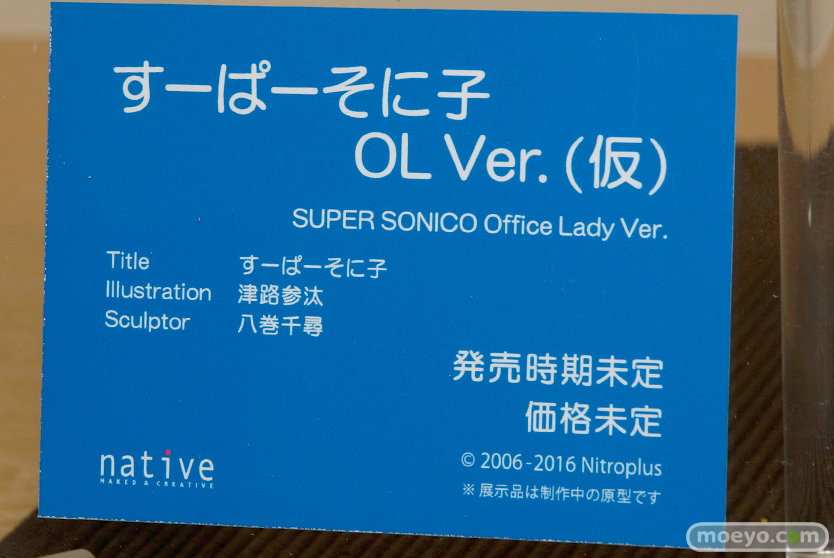 すーぱーそに子
OL Ver.(仮)
SUPER SONICO Office Lady Ver.
Title すーぱーそに子
Illustration 津路参汰
Sculptor 八巻千尋
発売時期未定
価格未定
native
NAKED & CREATIVE
© 2006-2016 Nitroplus
※展示品は制作中の原型です
moeyo.com